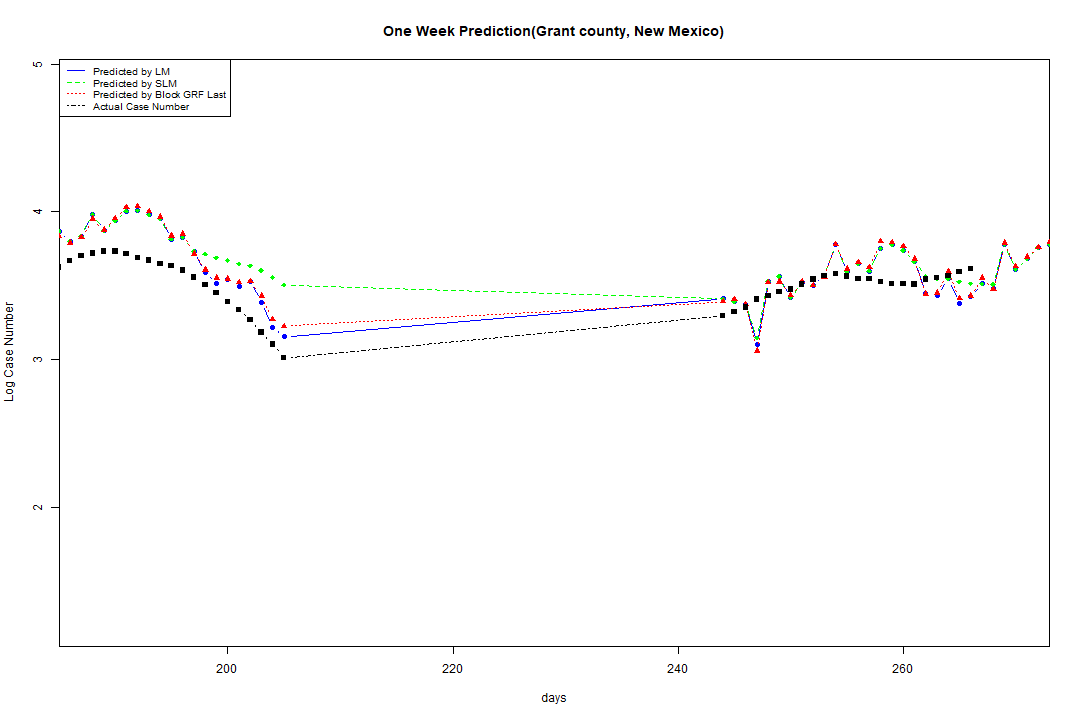 One Week Prediction(Grant county, New Mexico)
5
Predicted by LM
Predicted by SLM
Predicted by Block GRF Last
Actual Case Number
4
3
2
Log Case Number
200
220
240
260
days